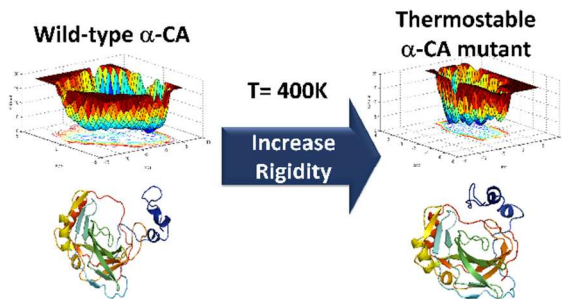 Wild-type α-CA
Thermostable
α-CA mutant
T= 400K
Increase
Rigidity